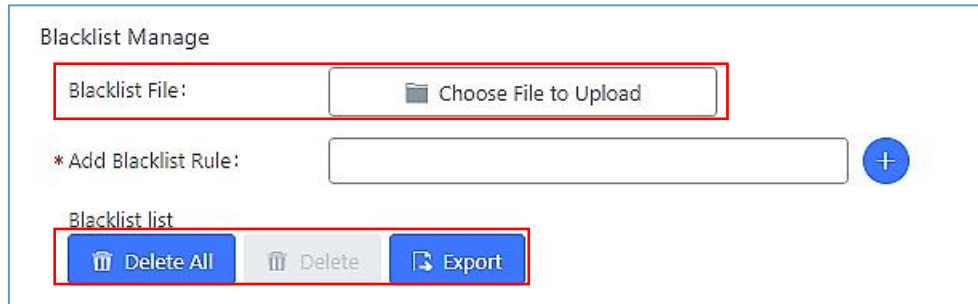 Blacklist Manage
Blacklist File: Choose File to Upload
* Add Blacklist Rule: +
Blacklist list
Delete All Delete Export